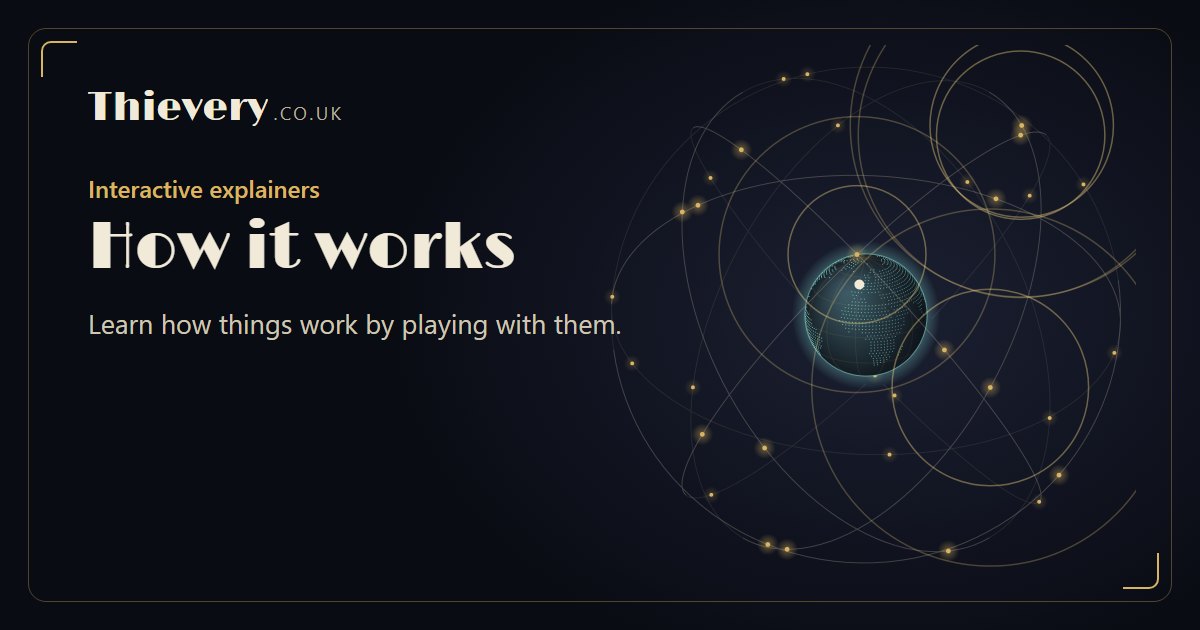 Thievery.CO.UK
Interactive explainers
How it works
Learn how things work by playing with them.